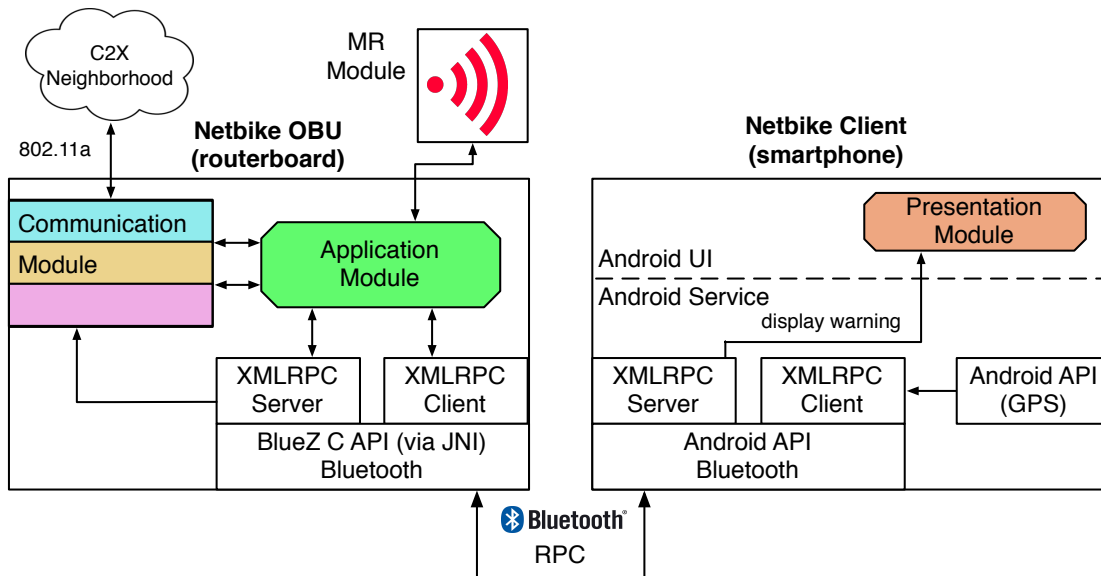 C2X
Neighborhood
MR
Module
802.11a
Netbike OBU
(routerboard)
Netbike Client
(smartphone)
Communication
Module
Application
Module
Presentation
Module
Android UI
Android Service
display warning
XMLRPC
Server
XMLRPC
Client
BlueZ C API (via JNI)
Bluetooth
XMLRPC
Server
XMLRPC
Client
Android API
(GPS)
Android API
Bluetooth
Bluetooth®
RPC